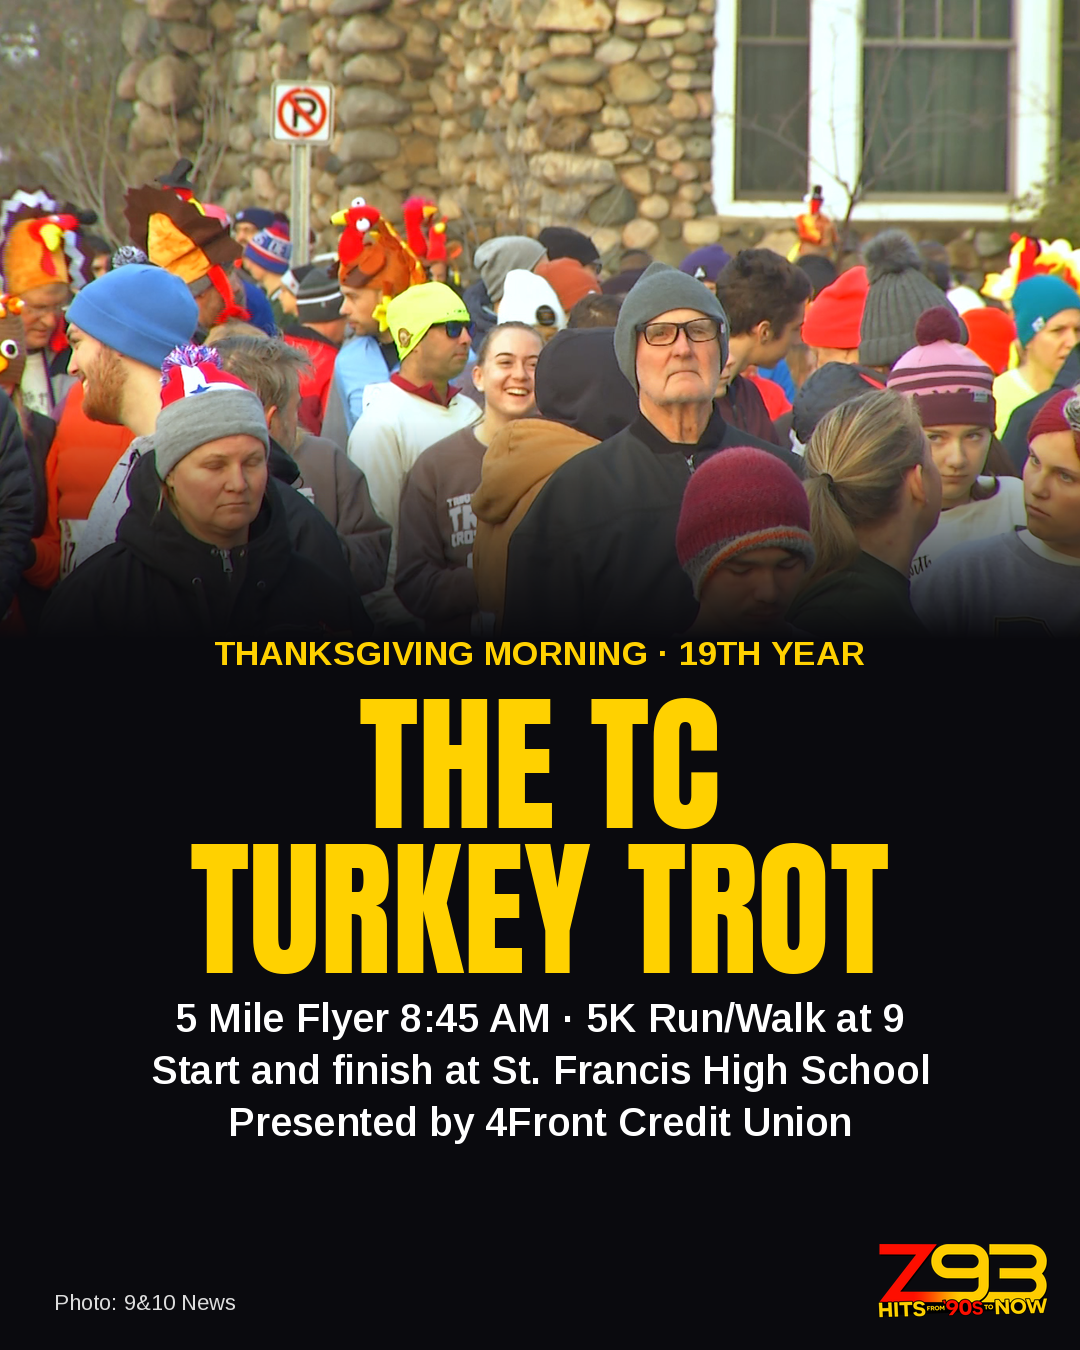 THANKSGIVING MORNING · 19TH YEAR
THE TC
TURKEY TROT
5 Mile Flyer 8:45 AM · 5K Run/Walk at 9
Start and finish at St. Francis High School
Presented by 4Front Credit Union
Photo: 9&10 News
Z93
HITS FROM '90S TO NOW